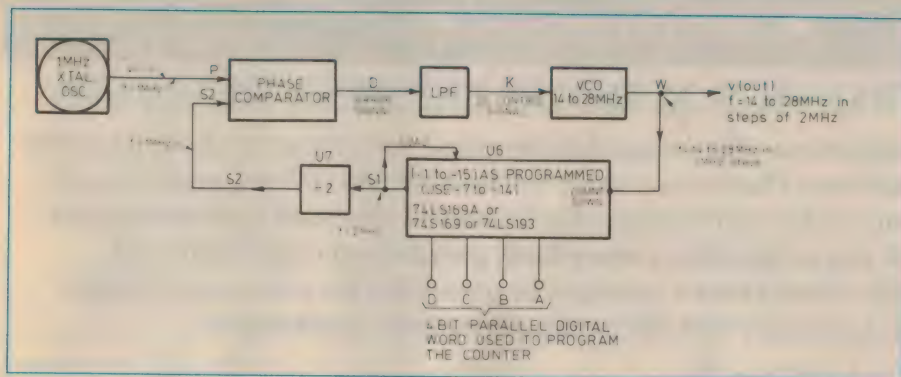 1MHz
XTAL
OSC
P
S2
PHASE
COMPARATOR
D
LPF
K
VCO
14 to 28MHz
W
v(out)
f=14 to 28MHz in
steps of 2MHz
U7
÷2
S2
S1
U6
(÷1 to ÷15)AS PROGRAMMED
(USE÷7 to ÷14)
74LS169A or
74S169 or 74LS193
COUNT
DOWN
D C B A
4 BIT PARALLEL DIGITAL
WORD USED TO PROGRAM
THE COUNTER